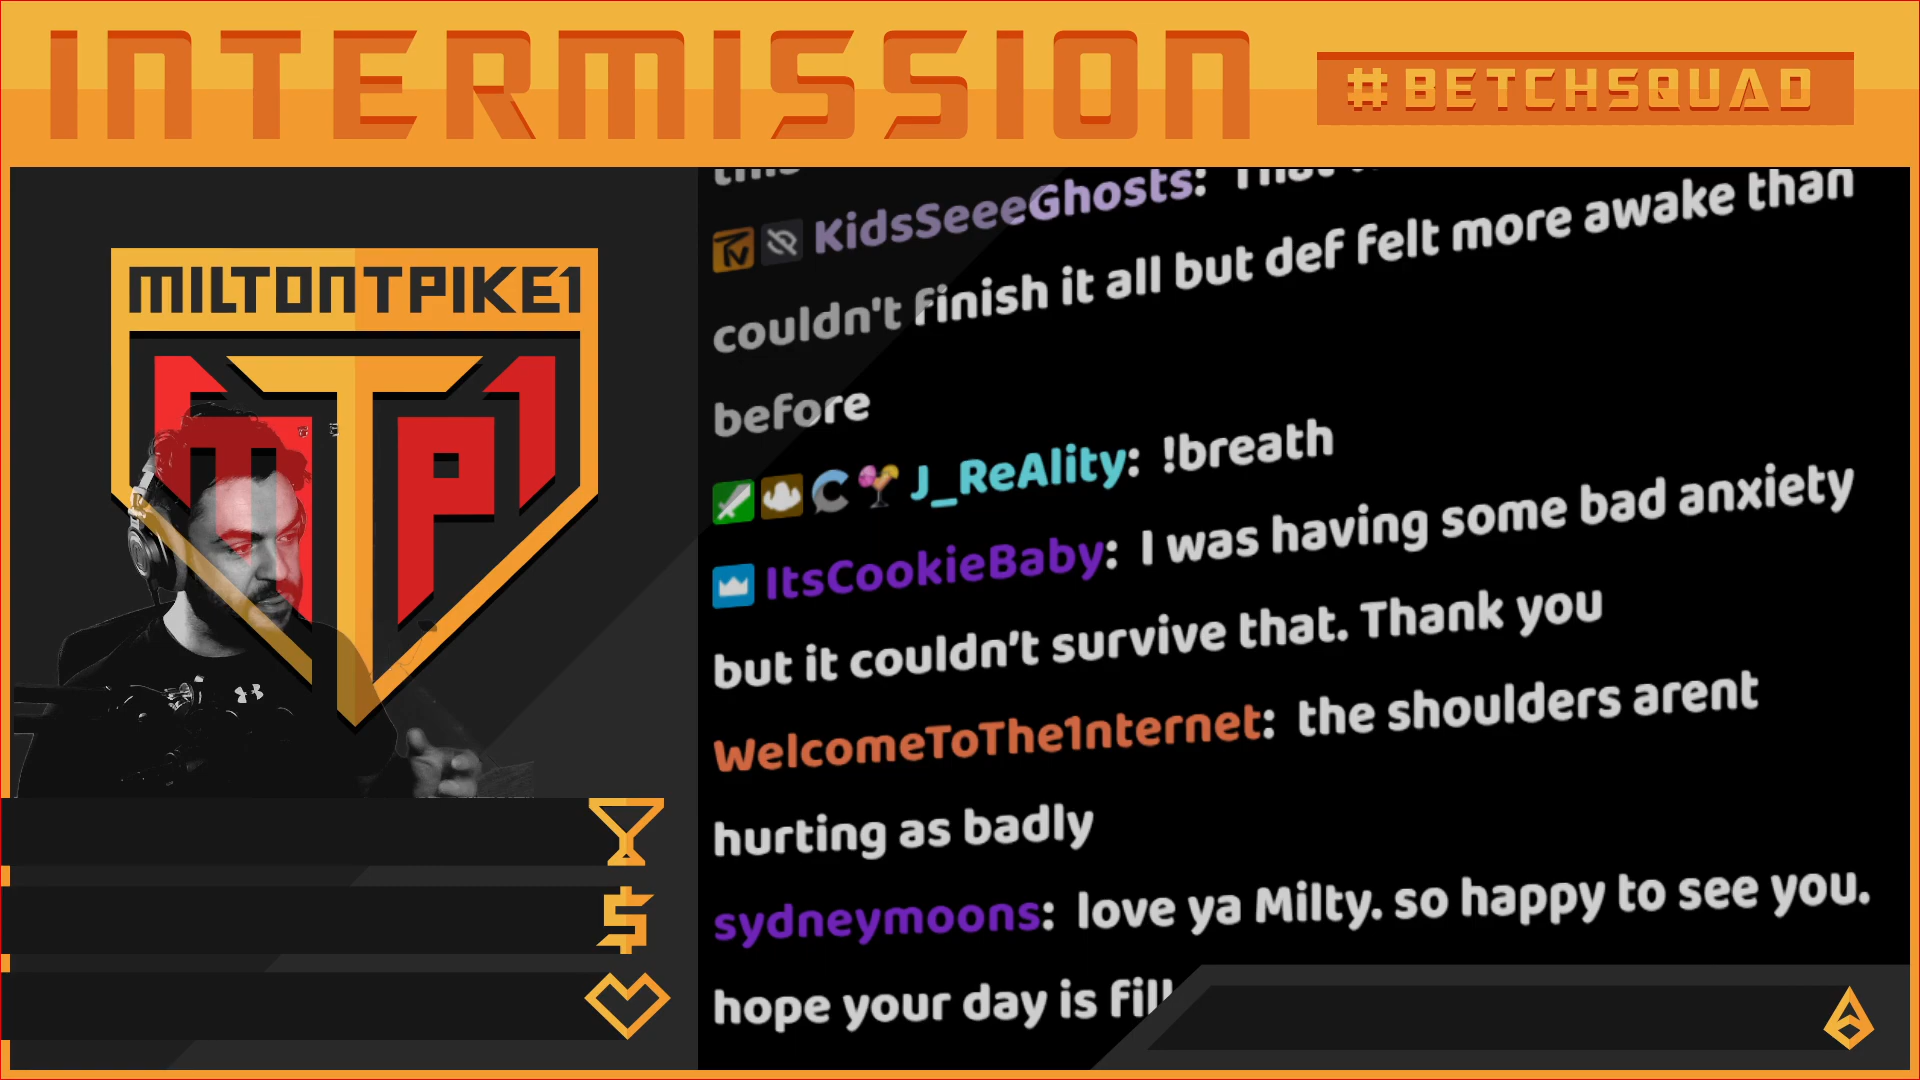 INTERMISSION
#BETCHSQUAD
MILTONTPIKE1
MTP1
this
KidsSeeeGhosts:
couldn't finish it all but def felt more awake than
before
J_ReAlity: !breath
ItsCookieBaby: I was having some bad anxiety
but it couldn’t survive that. Thank you
WelcomeToThe1nternet: the shoulders arent
hurting as badly
sydneymoons: love ya Milty. so happy to see you.
hope your day is fill